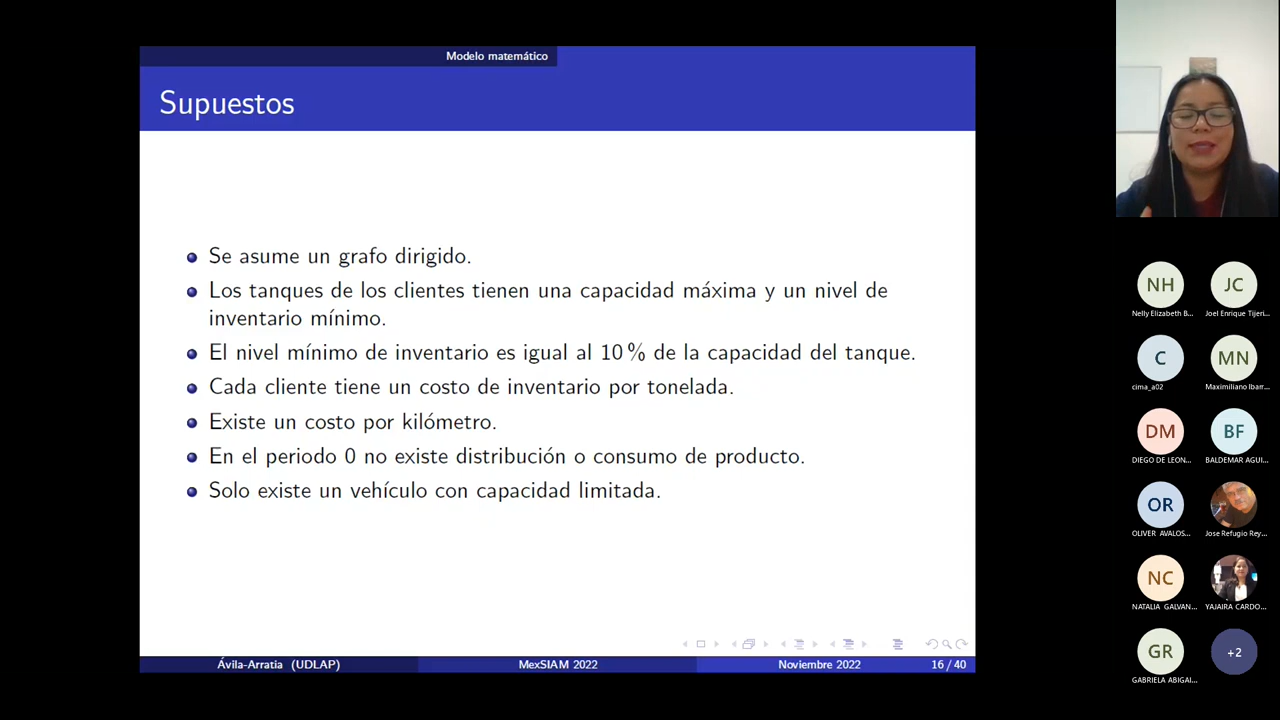 Modelo matemático
Supuestos
Se asume un grafo dirigido.
Los tanques de los clientes tienen una capacidad máxima y un nivel de
inventario mínimo.
El nivel mínimo de inventario es igual al 10 % de la capacidad del tanque.
Cada cliente tiene un costo de inventario por tonelada.
Existe un costo por kilómetro.
En el periodo 0 no existe distribución o consumo de producto.
Solo existe un vehículo con capacidad limitada.
Ávila-Arratia (UDLAP)
MexSIAM 2022
Noviembre 2022
16 / 40
NH
Nelly Elizabeth B...
JC
Joel Enrique Tijeri...
C
cima_a02
MN
Maximiliano Ibarr...
DM
DIEGO DE LEON...
BF
BALDEMAR AGUI...
OR
OLIVER AVALOS...
Jose Refugio Rey...
NC
NATALIA GALVAN...
YAJAIRA CARDO...
GR
GABRIELA ABIGAI...
+2